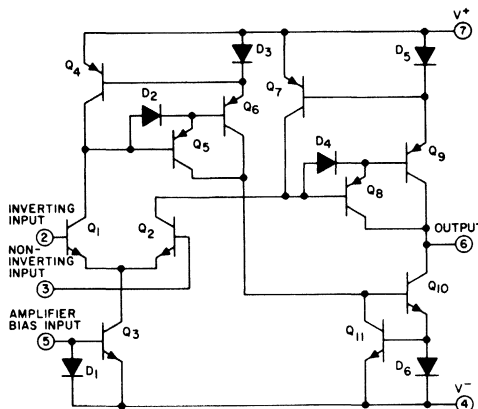 V+
7
Q4
D3
D5
Q7
D2
Q6
Q5
D4
Q9
Q8
INVERTING
INPUT
2
Q1
Q2
OUTPUT
6
NON-
INVERTING
INPUT
3
Q10
AMPLIFIER
BIAS INPUT
5
Q3
Q11
D1
D6
V-
4